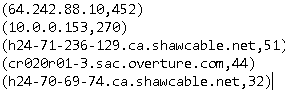 (64.242.88.10,452)
(10.0.0.153,270)
(h24-71-236-129.ca.shawcable.net,51)
(cr020r01-3.sac.overture.com,44)
(h24-70-69-74.ca.shawcable.net,32)